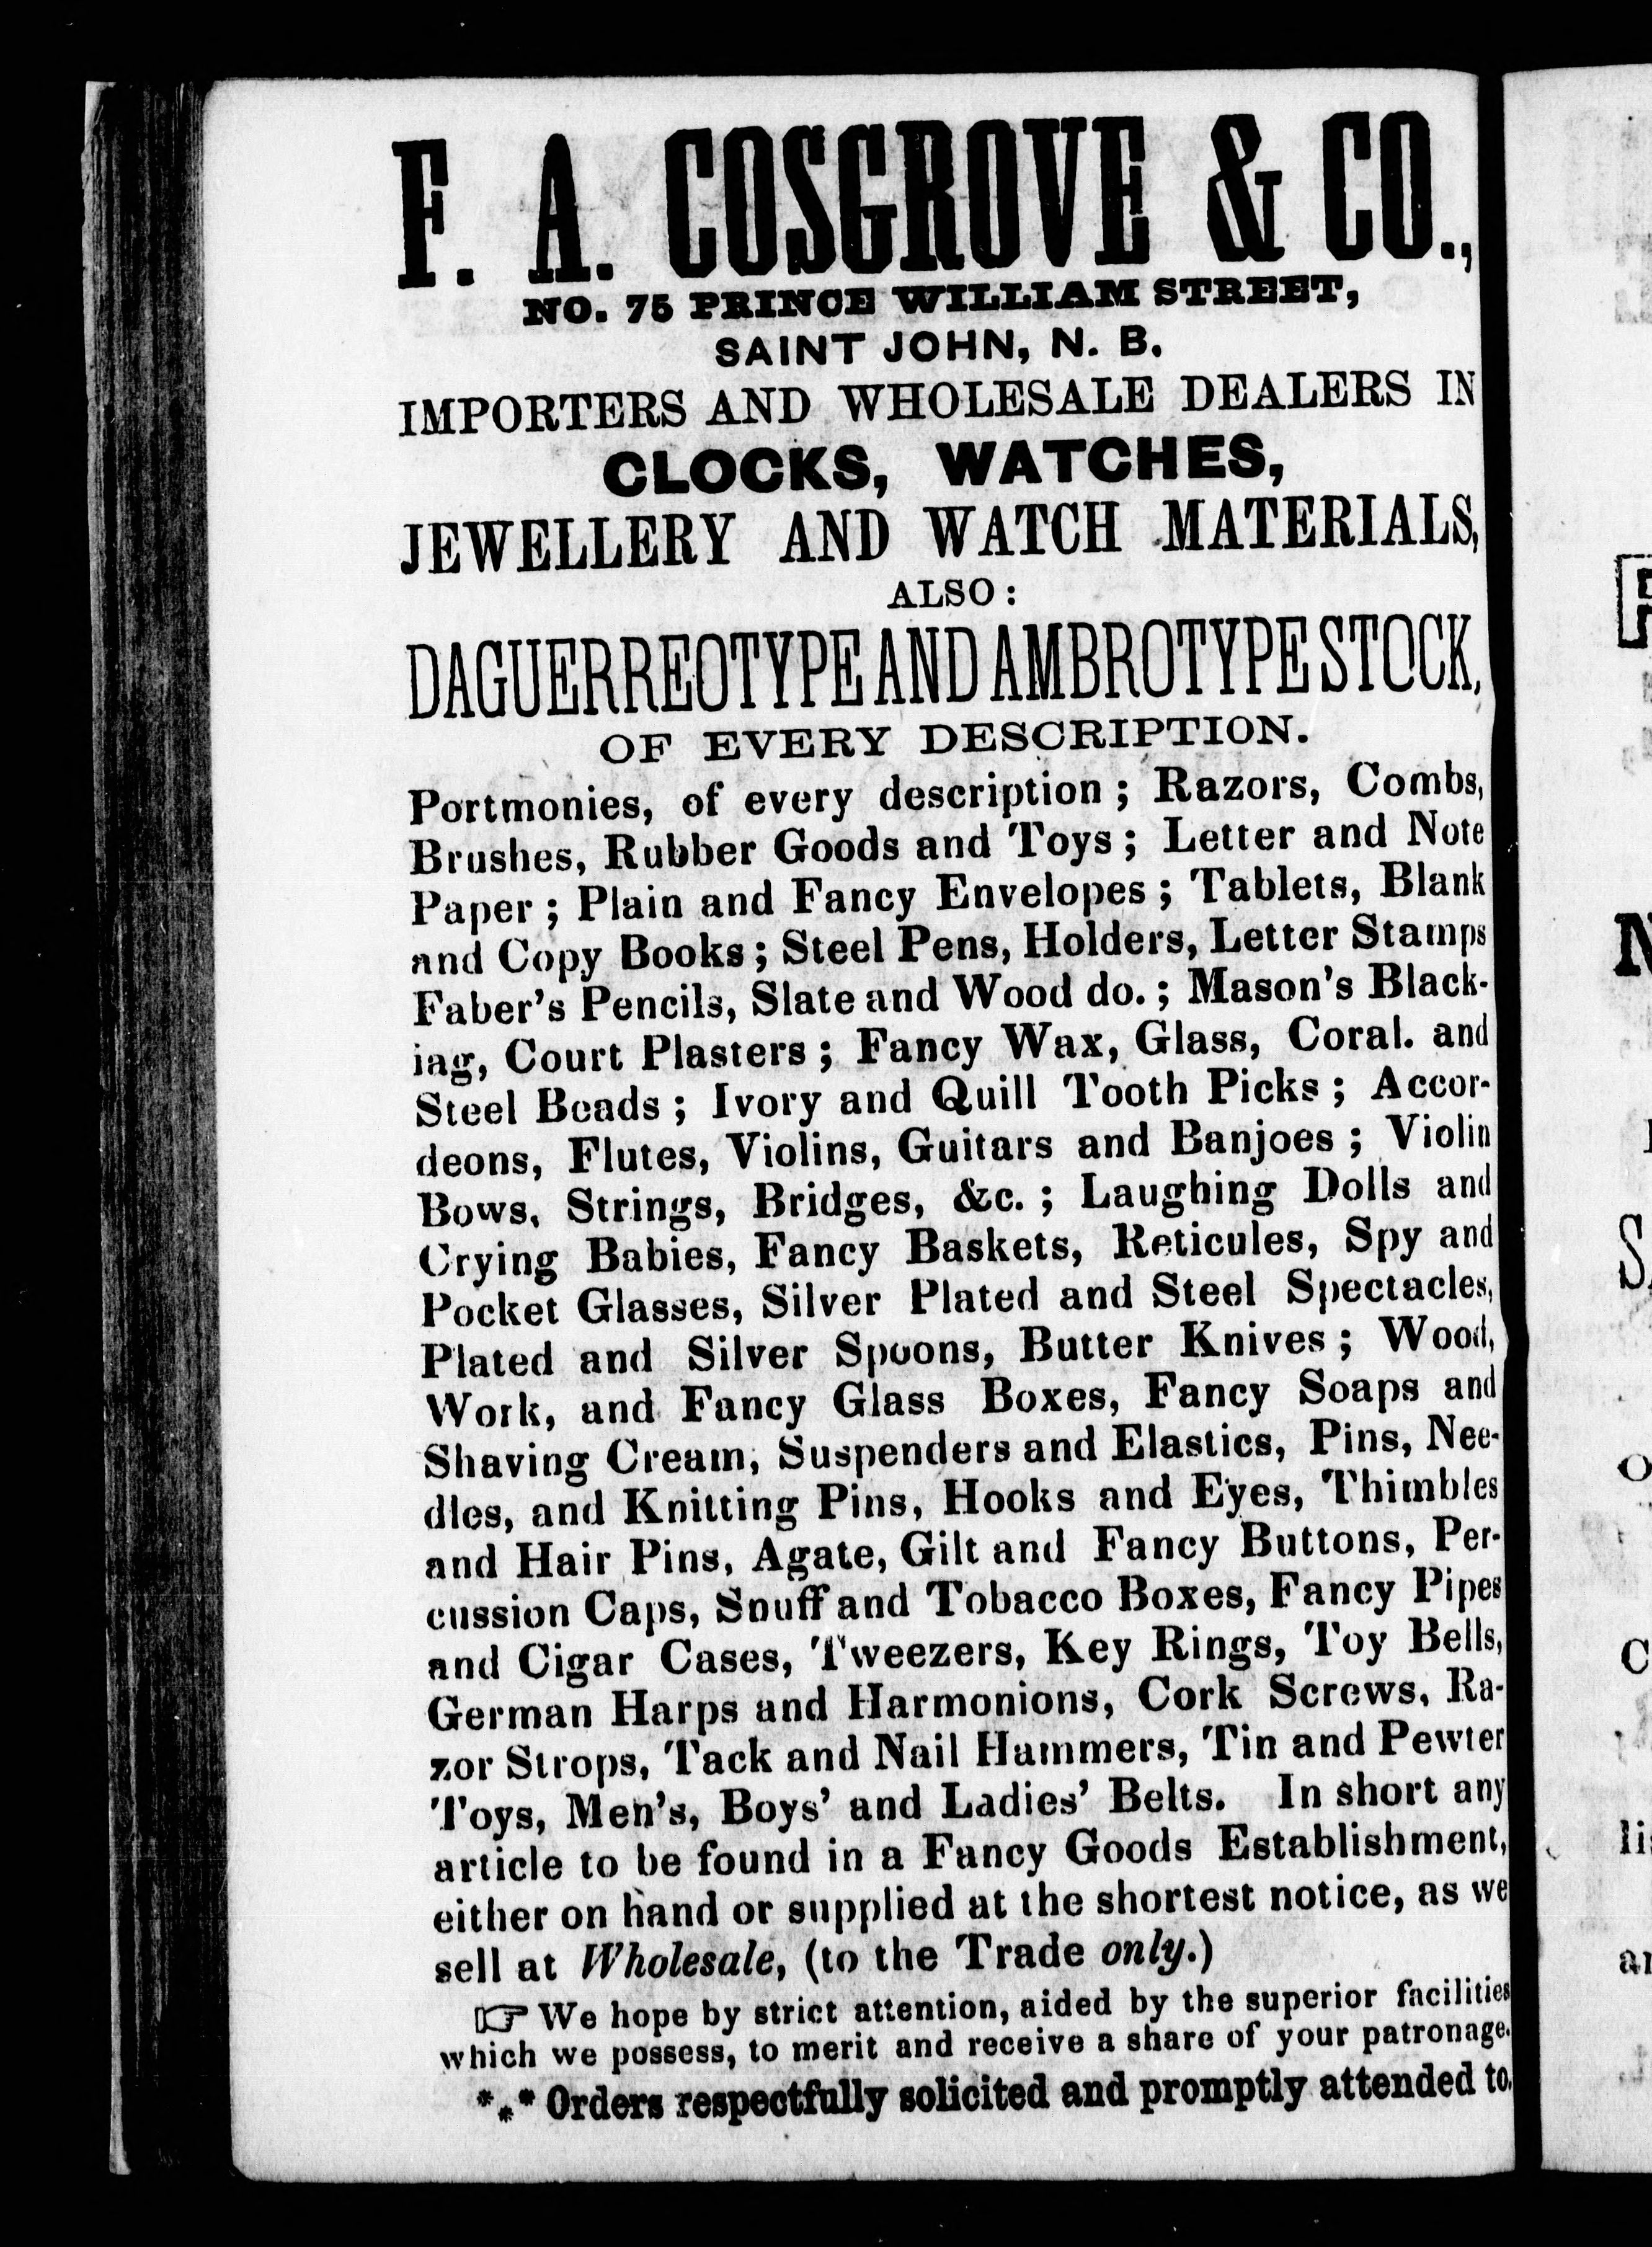 F. A. COSGROVE & CO.,
NO. 75 PRINCE WILLIAM STREET,
SAINT JOHN, N. B.
IMPORTERS AND WHOLESALE DEALERS IN
CLOCKS, WATCHES,
JEWELLERY AND WATCH MATERIALS,
ALSO:
DAGUERREOTYPE AND AMBROTYPE STOCK,
OF EVERY DESCRIPTION.
Portmonies, of every description; Razors, Combs,
Brushes, Rubber Goods and Toys; Letter and Note
Paper; Plain and Fancy Envelopes; Tablets, Blank
and Copy Books; Steel Pens, Holders, Letter Stamps
Faber's Pencils, Slate and Wood do.; Mason's Black-
iag, Court Plasters; Fancy Wax, Glass, Coral. and
Steel Beads; Ivory and Quill Tooth Picks; Accor-
deons, Flutes, Violins, Guitars and Banjoes; Violin
Bows, Strings, Bridges, &c.; Laughing Dolls and
Crying Babies, Fancy Baskets, Reticules, Spy and
Pocket Glasses, Silver Plated and Steel Spectacles,
Plated and Silver Spoons, Butter Knives; Wood,
Work, and Fancy Glass Boxes, Fancy Soaps and
Shaving Cream, Suspenders and Elastics, Pins, Nee-
dles, and Knitting Pins, Hooks and Eyes, Thimbles
and Hair Pins, Agate, Gilt and Fancy Buttons, Per-
cussion Caps, Snuff and Tobacco Boxes, Fancy Pipes
and Cigar Cases, Tweezers, Key Rings, Toy Bells,
German Harps and Harmonions, Cork Screws, Ra-
zor Strops, Tack and Nail Hammers, Tin and Pewter
Toys, Men's, Boys' and Ladies' Belts. In short any
article to be found in a Fancy Goods Establishment,
either on hand or supplied at the shortest notice, as we
sell at Wholesale, (to the Trade only.)
☞ We hope by strict attention, aided by the superior facilities
which we possess, to merit and receive a share of your patronage.
*⁎* Orders respectfully solicited and promptly attended to.